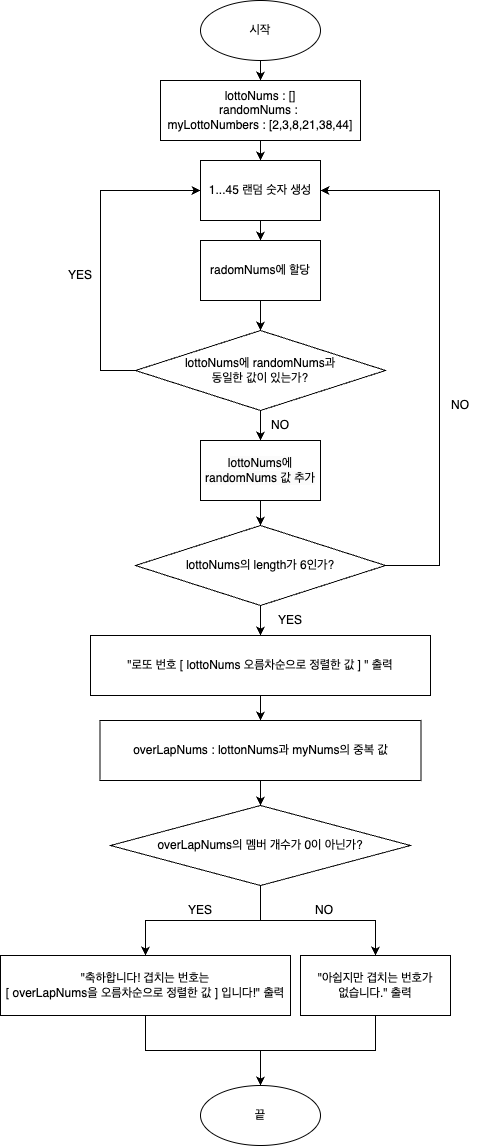 시작
lottoNums : []
randomNums :
myLottoNumbers : [2,3,8,21,38,44]
1...45 랜덤 숫자 생성
radomNums에 할당
YES
lottoNums에 randomNums과
동일한 값이 있는가?
NO
NO
lottoNums에
randomNums 값 추가
lottoNums의 length가 6인가?
YES
"로또 번호 [ lottoNums 오름차순으로 정렬한 값 ] " 출력
overLapNums : lottonNums과 myNums의 중복 값
overLapNums의 멤버 개수가 0이 아닌가?
YES
NO
"축하합니다! 겹치는 번호는
[ overLapNums을 오름차순으로 정렬한 값 ] 입니다!" 출력
"아쉽지만 겹치는 번호가
없습니다." 출력
끝